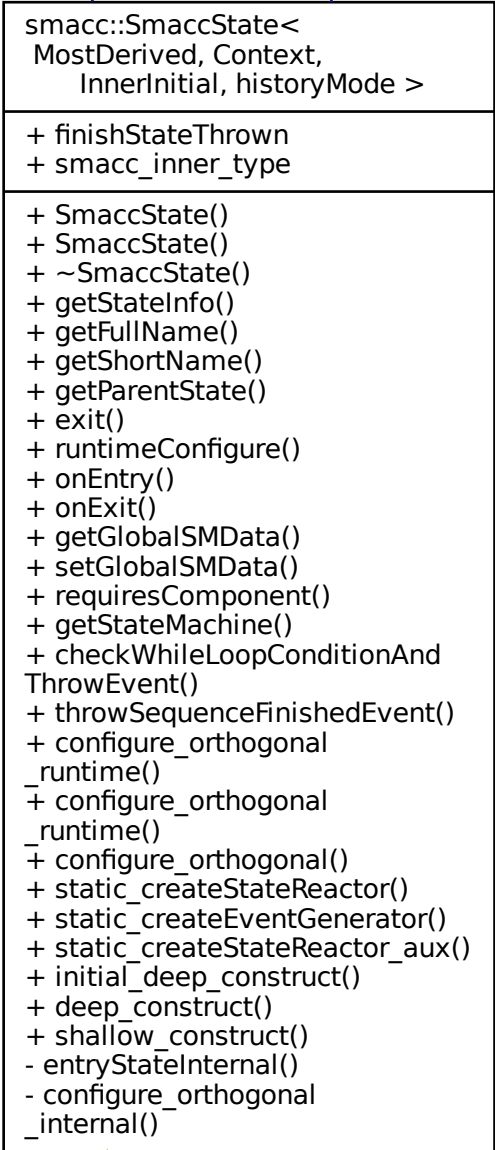 smacc::SmaccState<
MostDerived, Context,
InnerInitial, historyMode >
+ finishStateThrown
+ smacc_inner_type
+ SmaccState()
+ SmaccState()
+ ~SmaccState()
+ getStateInfo()
+ getFullName()
+ getShortName()
+ getParentState()
+ exit()
+ runtimeConfigure()
+ onEntry()
+ onExit()
+ getGlobalSMData()
+ setGlobalSMData()
+ requiresComponent()
+ getStateMachine()
+ checkWhileLoopConditionAnd
ThrowEvent()
+ throwSequenceFinishedEvent()
+ configure_orthogonal
_runtime()
+ configure_orthogonal
_runtime()
+ configure_orthogonal()
+ static_createStateReactor()
+ static_createEventGenerator()
+ static_createStateReactor_aux()
+ initial_deep_construct()
+ deep_construct()
+ shallow_construct()
- entryStateInternal()
- configure_orthogonal
_internal()